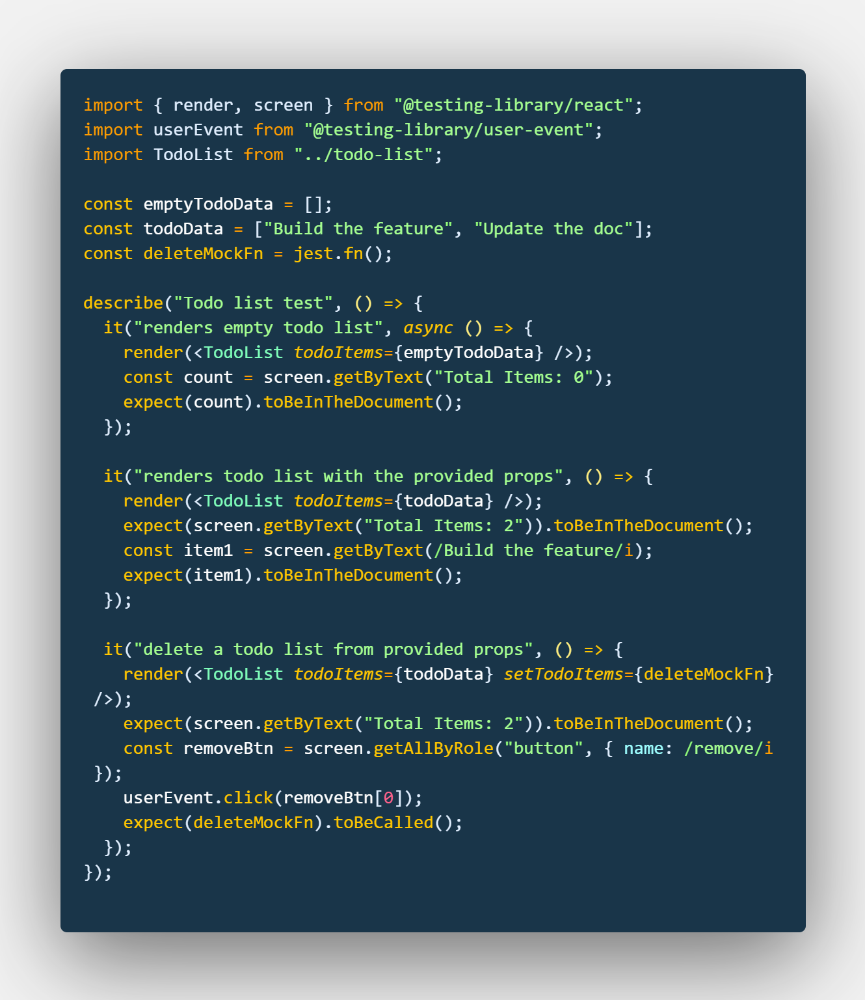 import { render, screen } from "@testing-library/react";
import userEvent from "@testing-library/user-event";
import TodoList from "../todo-list";

const emptyTodoData = [];
const todoData = ["Build the feature", "Update the doc"];
const deleteMockFn = jest.fn();

describe("Todo list test", () => {
  it("renders empty todo list", async () => {
    render(<TodoList todoItems={emptyTodoData} />);
    const count = screen.getByText("Total Items: 0");
    expect(count).toBeInTheDocument();
  });

  it("renders todo list with the provided props", () => {
    render(<TodoList todoItems={todoData} />);
    expect(screen.getByText("Total Items: 2")).toBeInTheDocument();
    const item1 = screen.getByText(/Build the feature/i);
    expect(item1).toBeInTheDocument();
  });

  it("delete a todo list from provided props", () => {
    render(<TodoList todoItems={todoData} setTodoItems={deleteMockFn}
 />);
    expect(screen.getByText("Total Items: 2")).toBeInTheDocument();
    const removeBtn = screen.getAllByRole("button", { name: /remove/i
 });
    userEvent.click(removeBtn[0]);
    expect(deleteMockFn).toBeCalled();
  });
});